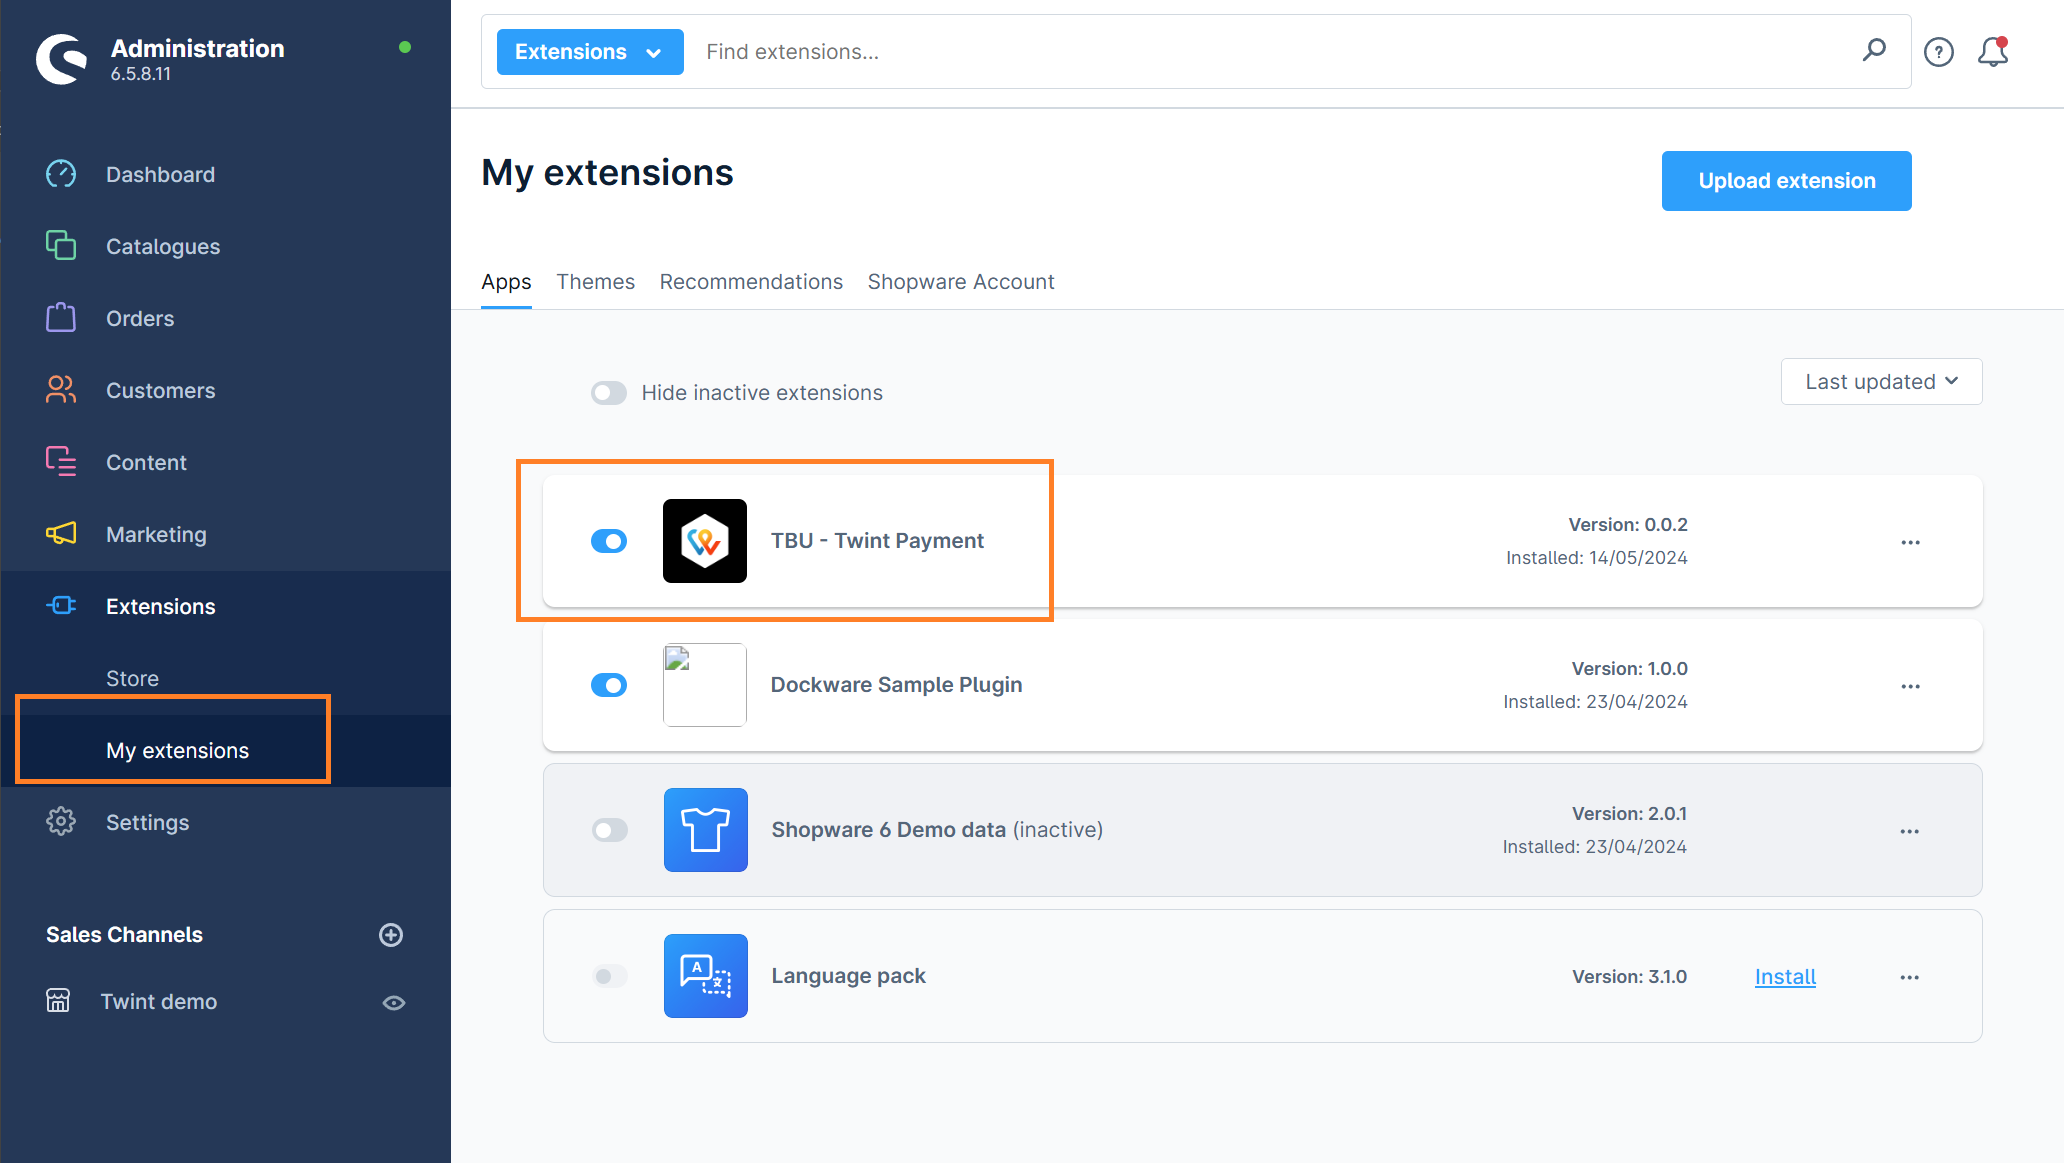 Administration
6.5.8.11
Dashboard
Catalogues
Orders
Customers
Content
Marketing
Extensions
Store
My extensions
Settings
Sales Channels
Twint demo
Extensions
Find extensions...
My extensions
Upload extension
Apps Themes Recommendations Shopware Account
Hide inactive extensions
Last updated
TBU - Twint Payment
Version: 0.0.2
Installed: 14/05/2024
Dockware Sample Plugin
Version: 1.0.0
Installed: 23/04/2024
Shopware 6 Demo data (inactive)
Version: 2.0.1
Installed: 23/04/2024
A
Language pack
Version: 3.1.0
Install